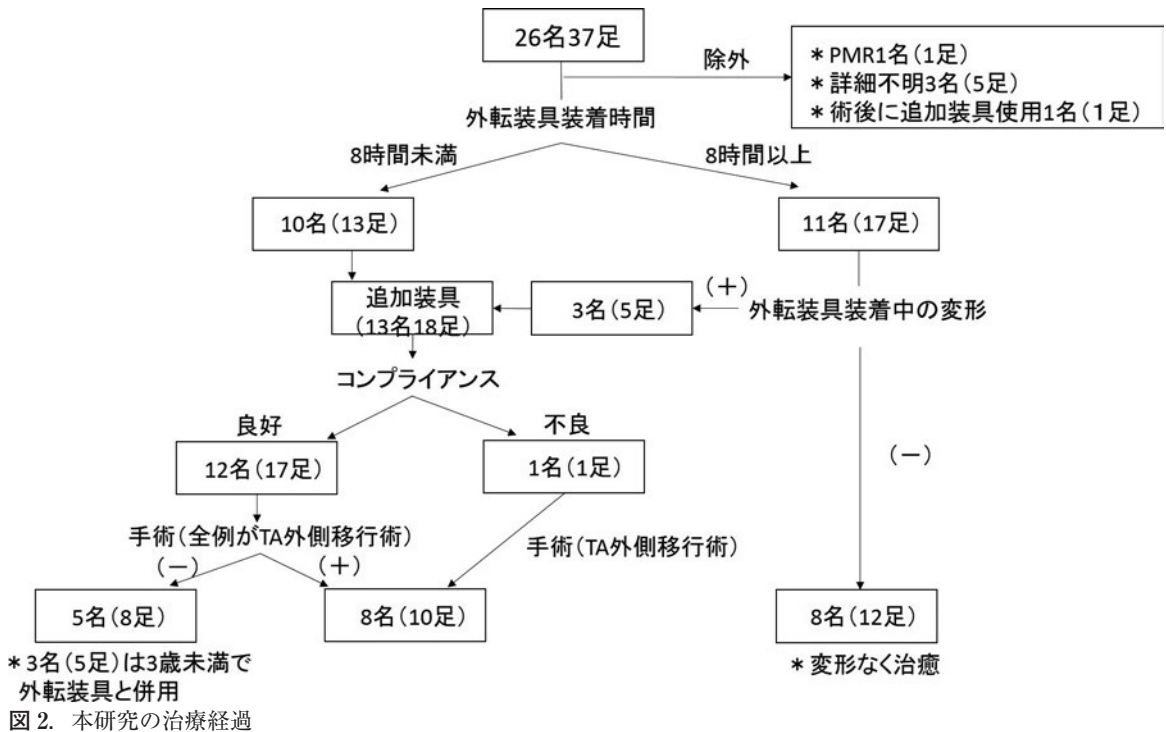 26名37足
除外
＊PMR1名(1足)
＊詳細不明3名(5足)
＊術後に追加装具使用1名(1足)
外転装具装着時間
8時間未満
8時間以上
10名(13足)
11名(17足)
追加装具
(13名18足)
3名(5足)
(＋)
外転装具装着中の変形
コンプライアンス
良好
不良
12名(17足)
1名(1足)
(－)
手術(全例がTA外側移行術)
手術(TA外側移行術)
(－)
(＋)
5名(8足)
8名(10足)
8名(12足)
＊3名(5足)は3歳未満で
外転装具と併用
＊変形なく治癒
図2. 本研究の治療経過